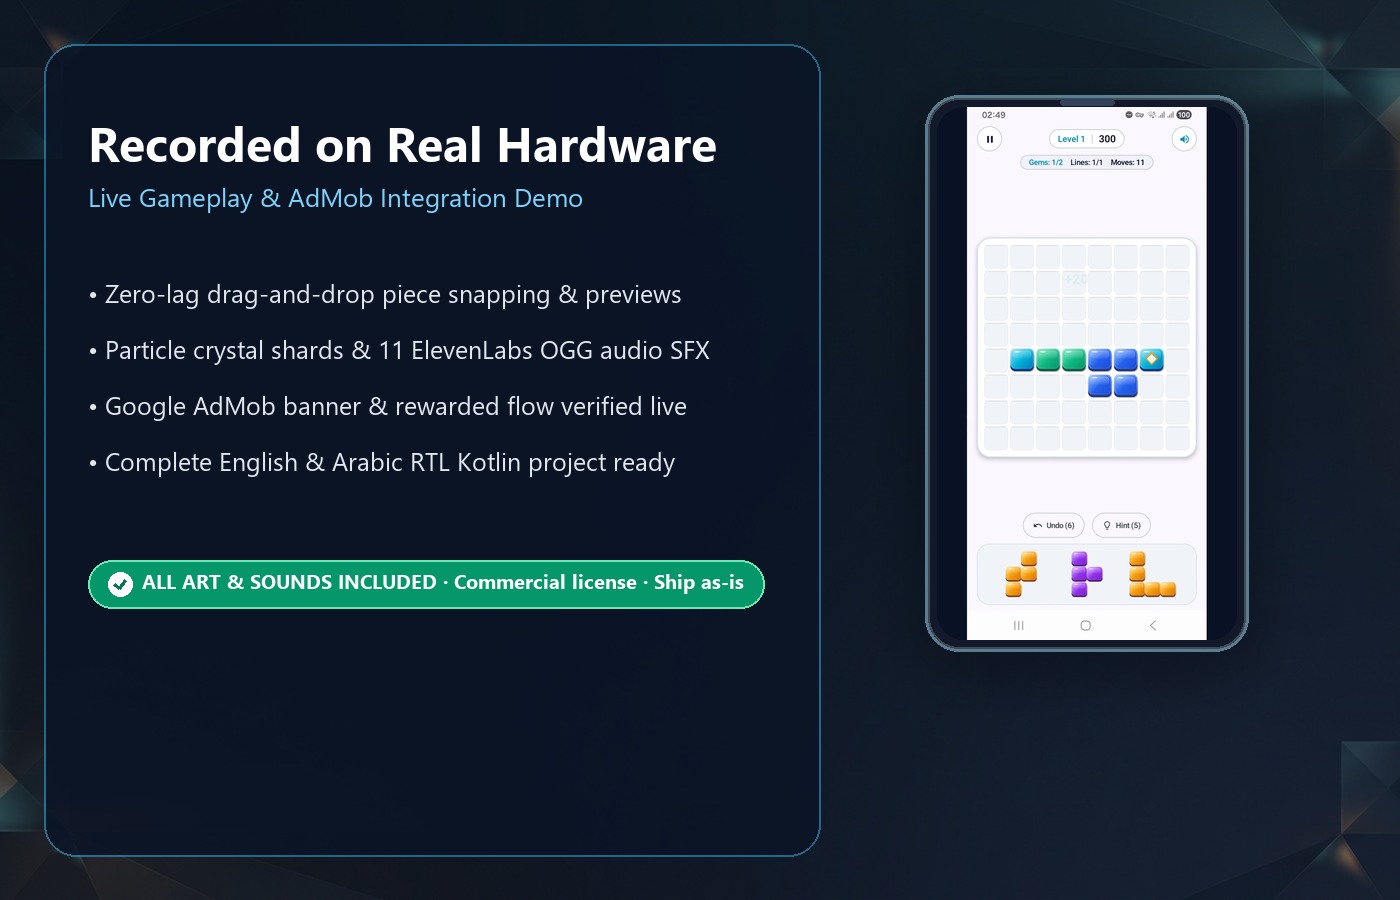 Recorded on Real Hardware
Live Gameplay & AdMob Integration Demo
• Zero-lag drag-and-drop piece snapping & previews
• Particle crystal shards & 11 ElevenLabs OGG audio SFX
• Google AdMob banner & rewarded flow verified live
• Complete English & Arabic RTL Kotlin project ready
ALL ART & SOUNDS INCLUDED · Commercial license · Ship as-is
02:49
100
Level 1 | 300
Gems: 1/2 Lines: 1/1 Moves: 11
+20
Undo (6) Hint (5)